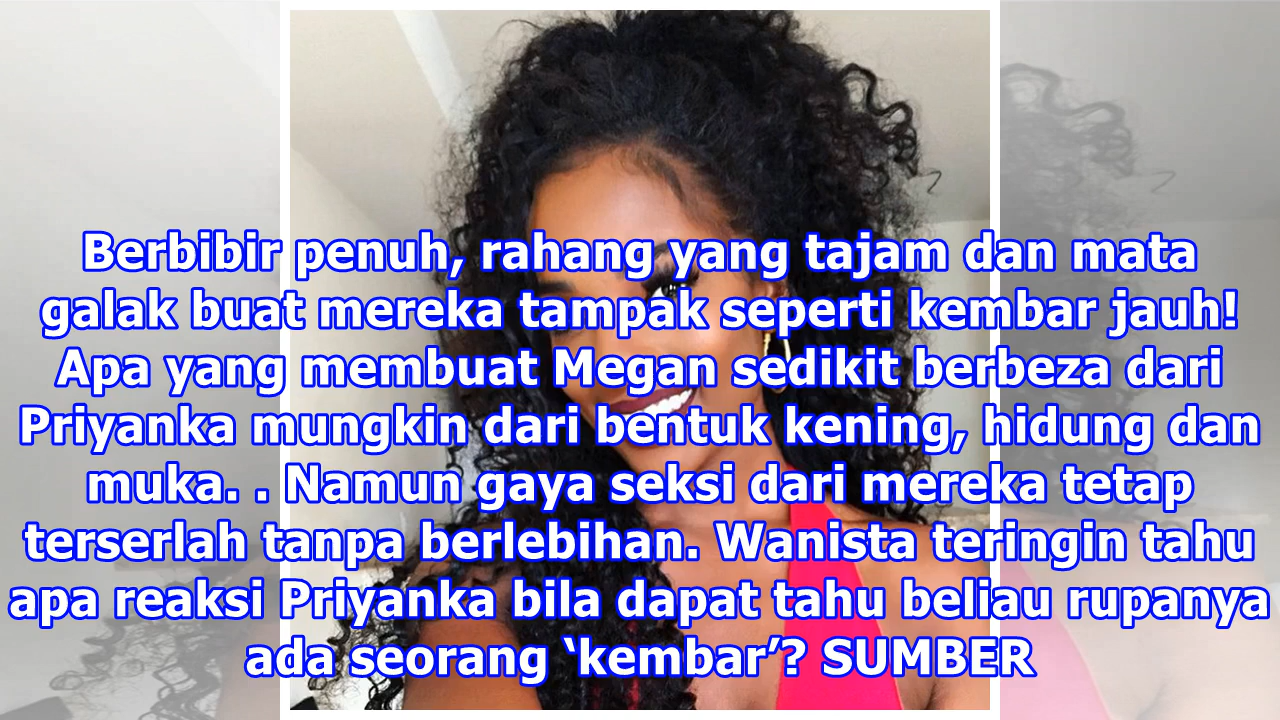 Berbibir penuh, rahang yang tajam dan mata
galak buat mereka tampak seperti kembar jauh!
Apa yang membuat Megan sedikit berbeza dari
Priyanka mungkin dari bentuk kening, hidung dan
muka. . Namun gaya seksi dari mereka tetap
terserlah tanpa berlebihan. Wanista teringin tahu
apa reaksi Priyanka bila dapat tahu beliau rupanya
ada seorang ‘kembar’? SUMBER